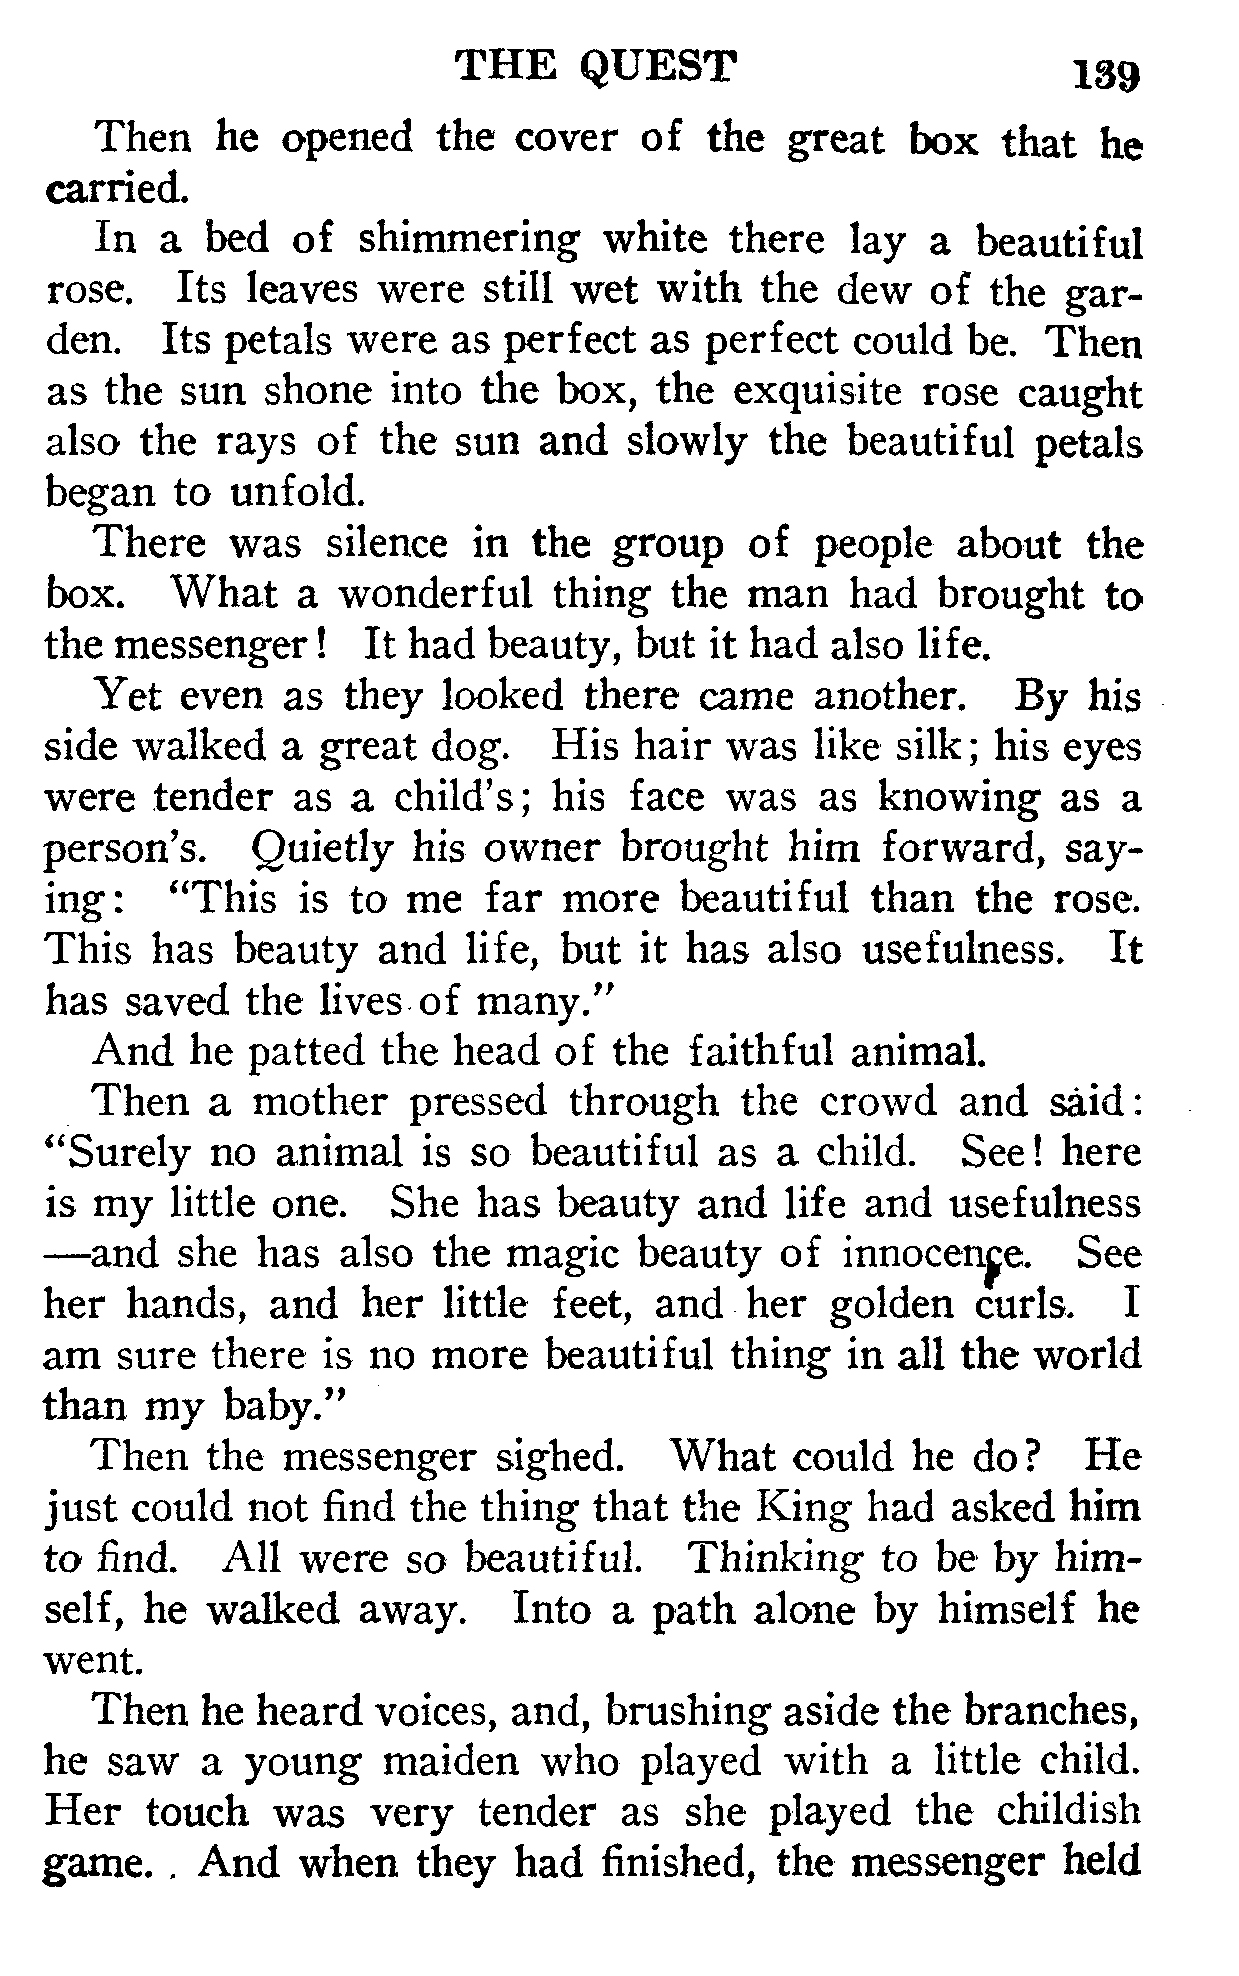 THE QUEST 139
Then he opened the cover of the great box that he
carried.
In a bed of shimmering white there lay a beautiful
rose. Its leaves were still wet with the dew of the gar-
den. Its petals were as perfect as perfect could be. Then
as the sun shone into the box, the exquisite rose caught
also the rays of the sun and slowly the beautiful petals
began to unfold.
There was silence in the group of people about the
box. What a wonderful thing the man had brought to
the messenger! It had beauty, but it had also life.
Yet even as they looked there came another. By his
side walked a great dog. His hair was like silk; his eyes
were tender as a child's; his face was as knowing as a
person's. Quietly his owner brought him forward, say-
ing: "This is to me far more beautiful than the rose.
This has beauty and life, but it has also usefulness. It
has saved the lives of many."
And he patted the head of the faithful animal.
Then a mother pressed through the crowd and said:
"Surely no animal is so beautiful as a child. See! here
is my little one. She has beauty and life and usefulness
—and she has also the magic beauty of innocence. See
her hands, and her little feet, and her golden curls. I
am sure there is no more beautiful thing in all the world
than my baby."
Then the messenger sighed. What could he do? He
just could not find the thing that the King had asked him
to find. All were so beautiful. Thinking to be by him-
self, he walked away. Into a path alone by himself he
went.
Then he heard voices, and, brushing aside the branches,
he saw a young maiden who played with a little child.
Her touch was very tender as she played the childish
game. . And when they had finished, the messenger held